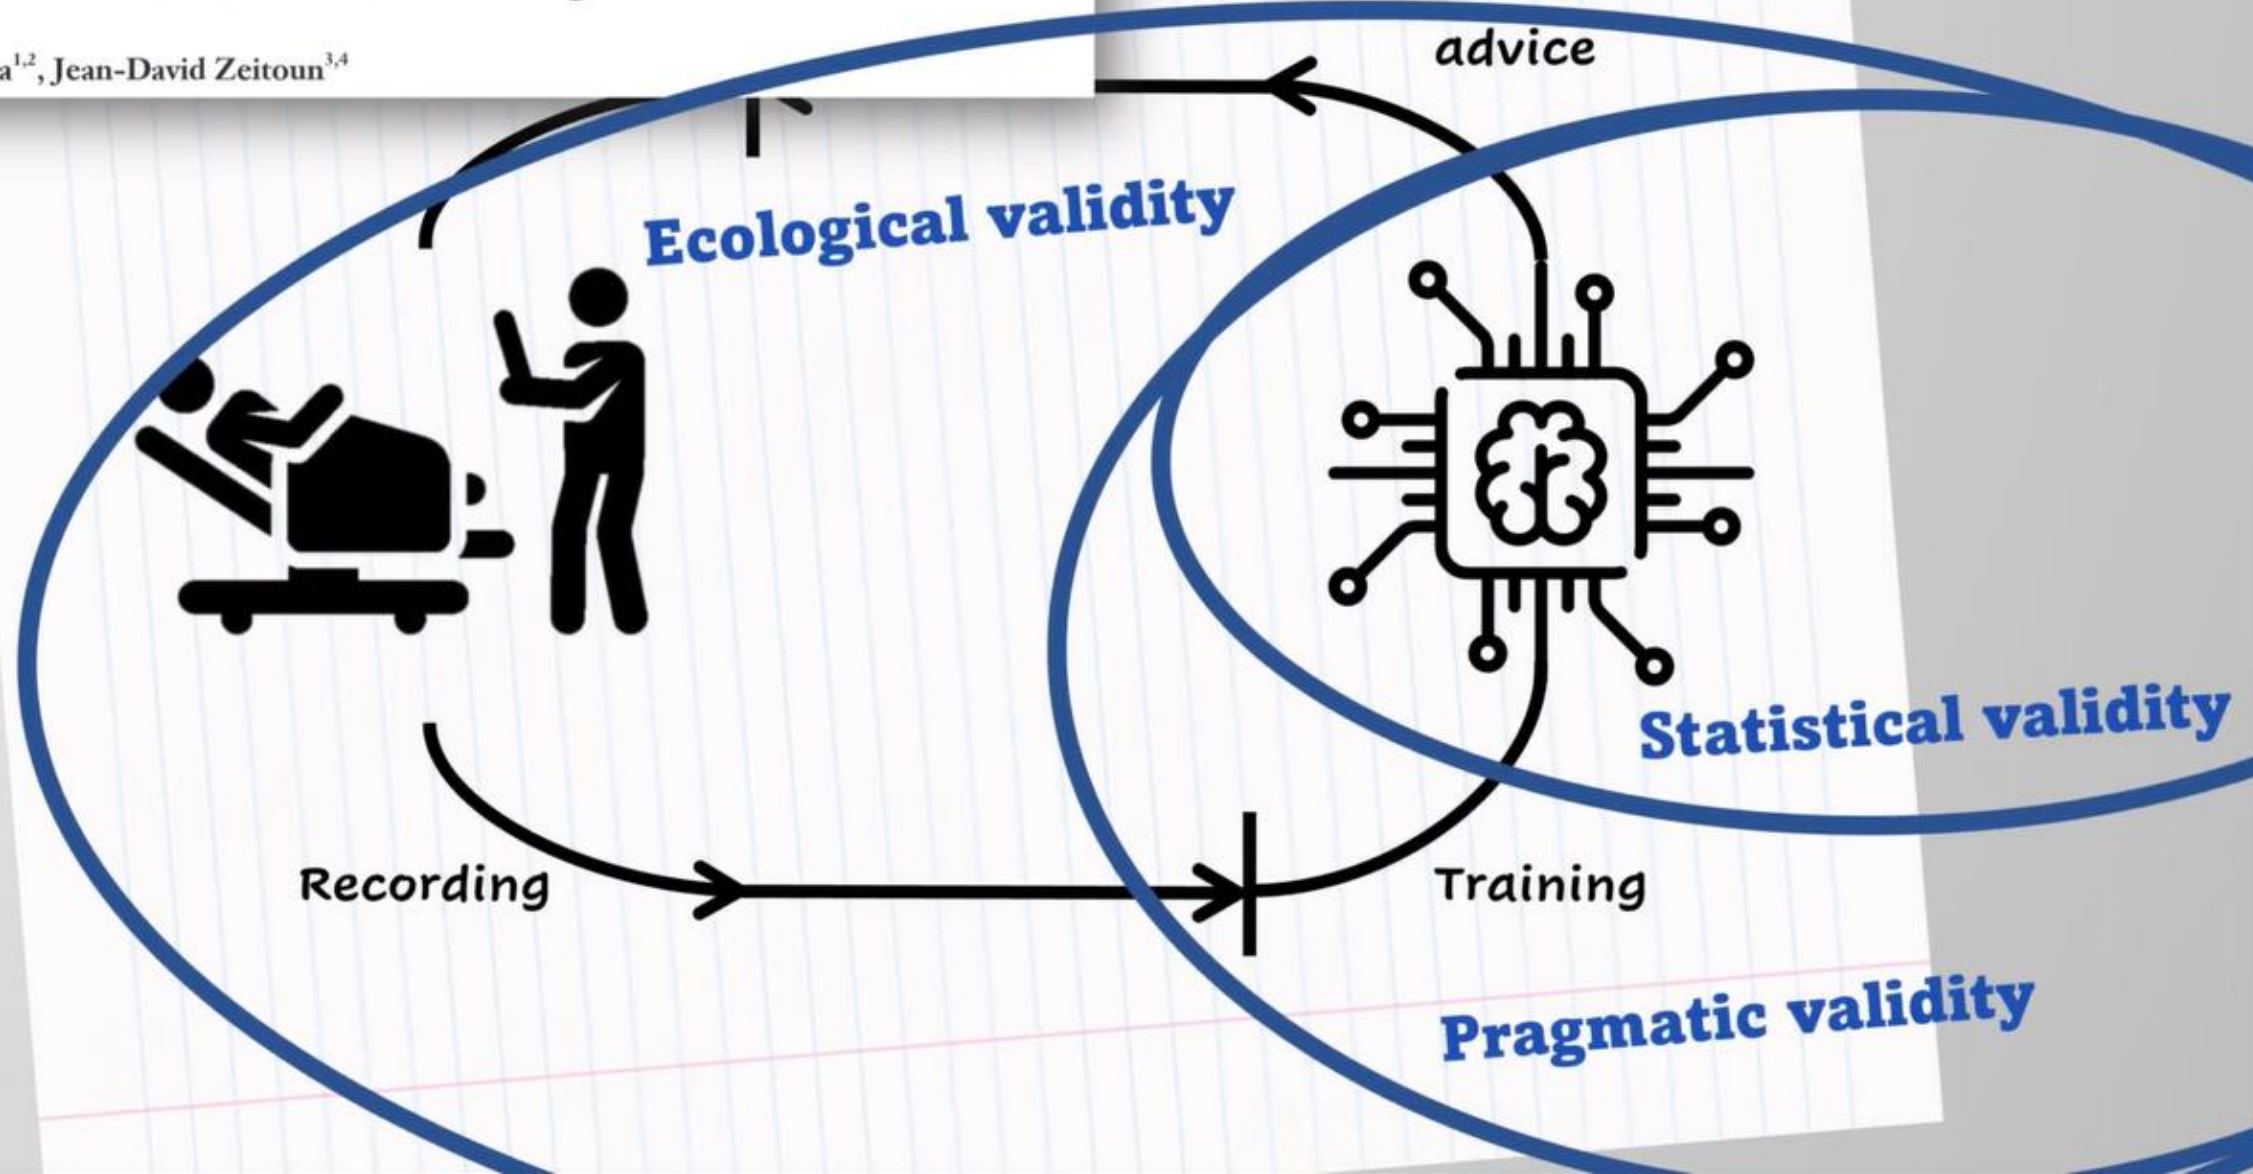 a¹˒², Jean-David Zeitoun³˒⁴
advice
Ecological validity
Statistical validity
Recording
Training
Pragmatic validity